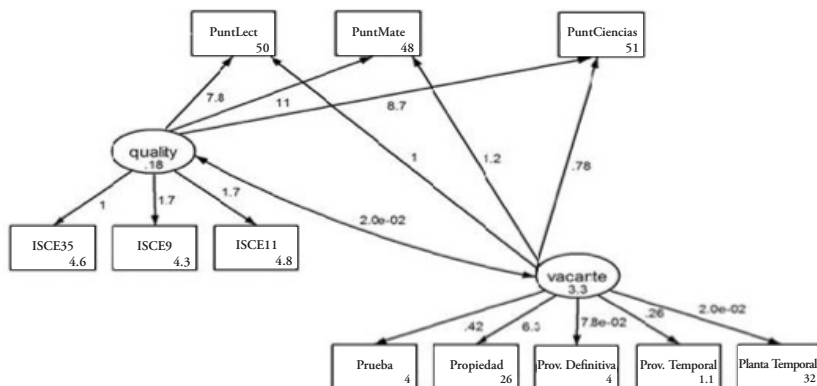 PuntLect
50
PuntMate
48
PuntCiencias
51
7.8
11
8.7
quality
.18
1
1.2
.78
1
1.7
1.7
2.0e-02
ISCE35
4.6
ISCE9
4.3
ISCE11
4.8
vacarte
3.3
.42
6.3
7.8e-02
.26
2.0e-02
Prueba
4
Propiedad
26
Prov. Definitiva
4
Prov. Temporal
1.1
Planta Temporal
32